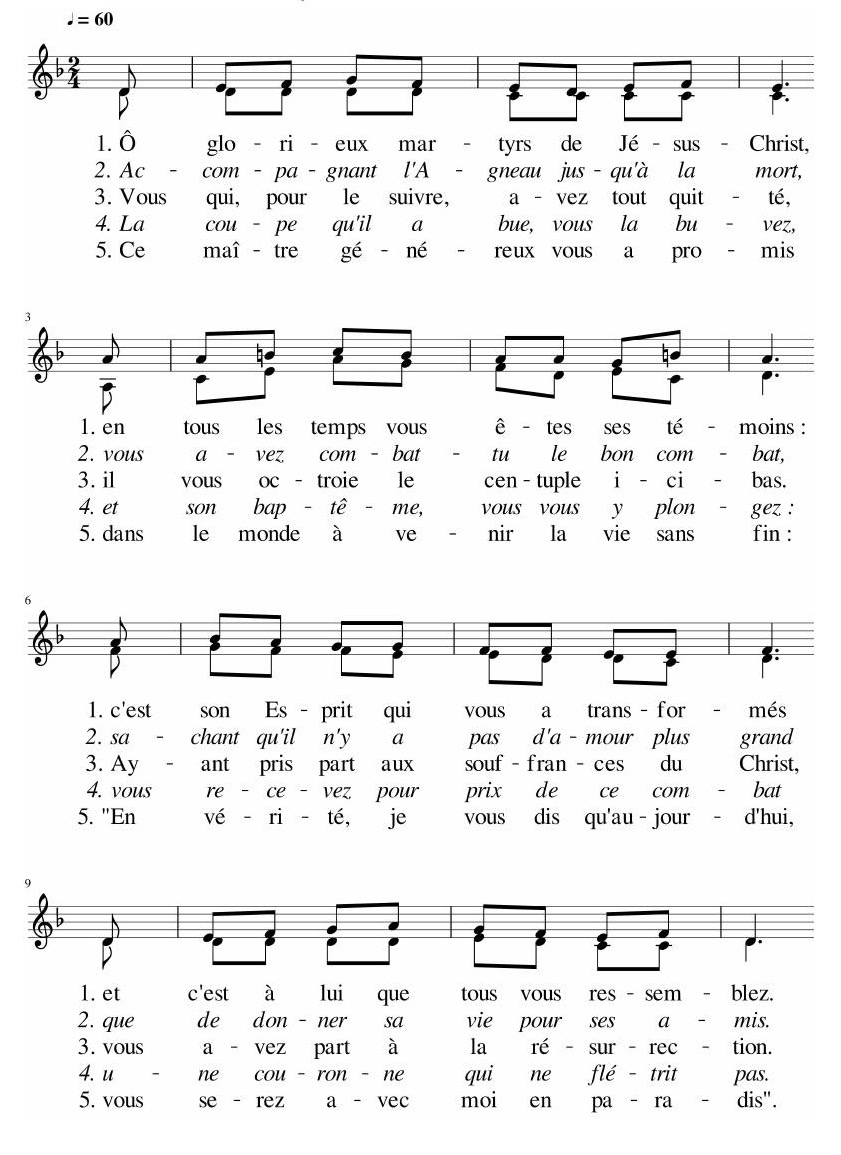 ♩ = 60
2
4
1. Ô glo - ri - eux mar - tyrs de Jé - sus - Christ,
2. Ac - com - pa - gnant l'A - gneau jus - qu'à la mort,
3. Vous qui, pour le suivre, a - vez tout quit - té,
4. La cou - pe qu'il a bue, vous la bu - vez,
5. Ce maî - tre gé - né - reux vous a pro - mis
3
1. en tous les temps vous ê - tes ses té - moins :
2. vous a - vez com - bat - tu le bon com - bat,
3. il vous oc - troie le cen - tuple i - ci - bas.
4. et son bap - tê - me, vous vous y plon - gez :
5. dans le monde à ve - nir la vie sans fin :
6
1. c'est son Es - prit qui vous a trans - for - més
2. sa - chant qu'il n'y a pas d'a - mour plus grand
3. Ay - ant pris part aux souf - fran - ces du Christ,
4. vous re - ce - vez pour prix de ce com - bat
5. "En vé - ri - té, je vous dis qu'au - jour - d'hui,
9
1. et c'est à lui que tous vous res - sem - blez.
2. que de don - ner sa vie pour ses a - mis.
3. vous a - vez part à la ré - sur - rec - tion.
4. u - ne cou - ron - ne qui ne flé - trit pas.
5. vous se - rez a - vec moi en pa - ra - dis".